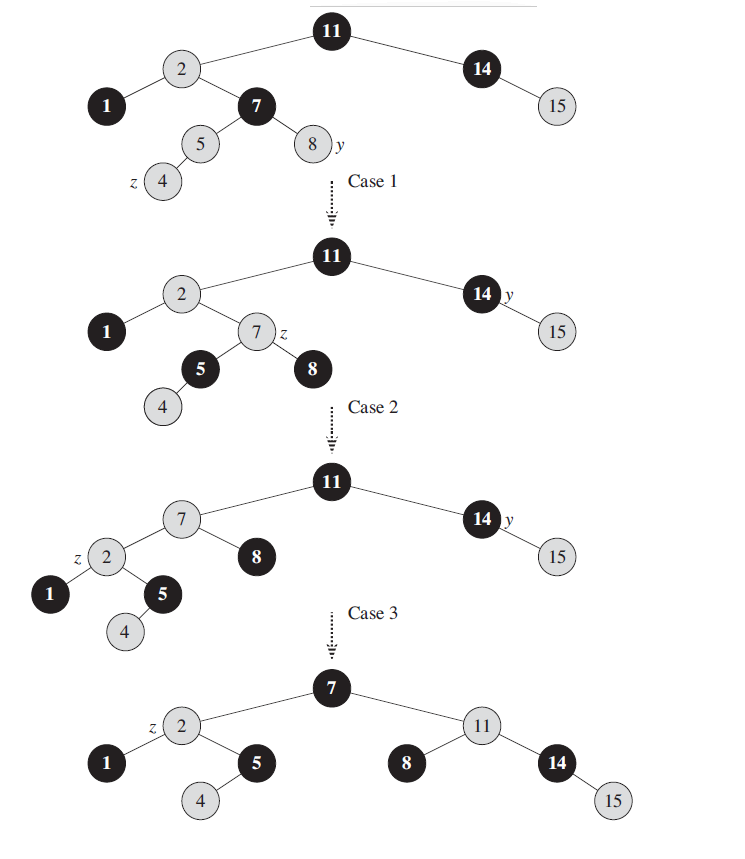 11
2 14
1 7 15
5 8 y
z 4 Case 1
11
2 14 y
1 7 z 15
5 8
4 Case 2
11
7 14 y
z 2 8 15
1 5
4 Case 3
7
z 2 11
1 5 8 14
4 15